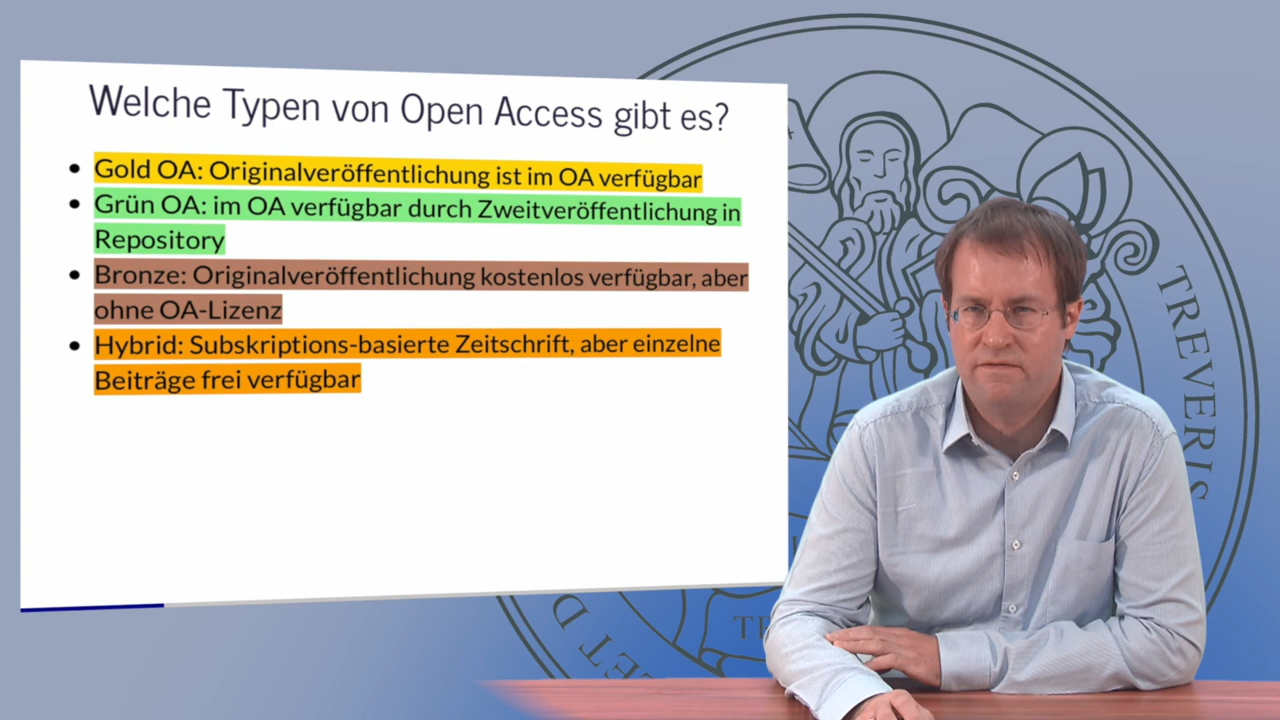 Welche Typen von Open Access gibt es?
Gold OA: Originalveröffentlichung ist im OA verfügbar
Grün OA: im OA verfügbar durch Zweitveröffentlichung in
Repository
Bronze: Originalveröffentlichung kostenlos verfügbar, aber
ohne OA-Lizenz
Hybrid: Subskriptions-basierte Zeitschrift, aber einzelne
Beiträge frei verfügbar
TREVERIS
ET D